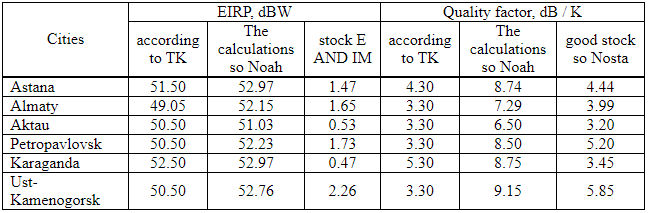 Cities EIRP, dBW Quality factor, dB / K
according to TK The calculations so Noah stock E AND IM according to TK The calculations so Noah good stock so Nosta
Astana 51.50 52.97 1.47 4.30 8.74 4.44
Almaty 49.05 52.15 1.65 3.30 7.29 3.99
Aktau 50.50 51.03 0.53 3.30 6.50 3.20
Petropavlovsk 50.50 52.23 1.73 3.30 8.50 5.20
Karaganda 52.50 52.97 0.47 5.30 8.75 3.45
Ust-
Kamenogorsk 50.50 52.76 2.26 3.30 9.15 5.85